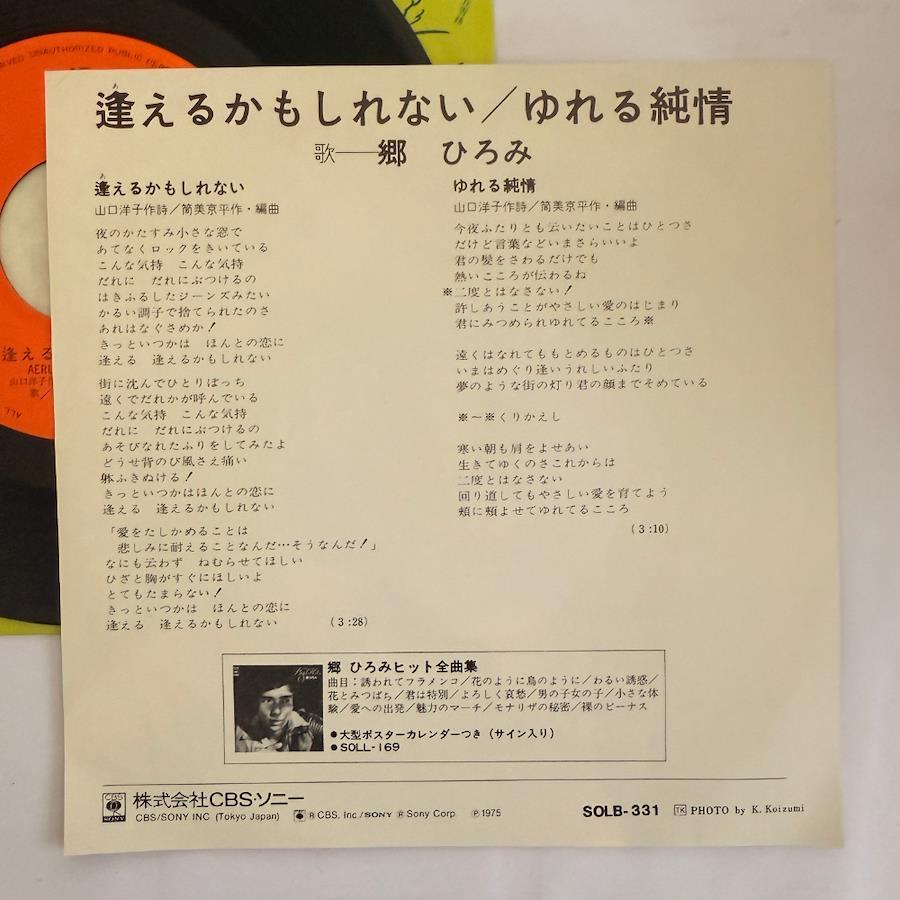 RVED UNAUTHORIZED PUBLIC PER
逢える
AERU
山口洋子作
歌
逢えるかもしれない／ゆれる純情
あ
歌――郷 ひろみ
逢えるかもしれない
あ
山口洋子作詩／筒美京平作・編曲
夜のかたすみ小さな窓で
あてなくロックをきいている
こんな気持 こんな気持
だれに だれにぶつけるの
はきふるしたジーンズみたい
かるい調子で捨てられたのさ
あれはなぐさめか！
きっといつかは ほんとの恋に
逢える 逢えるかもしれない
街に沈んでひとりぼっち
遠くでだれかが呼んでいる
こんな気持 こんな気持
だれに だれにぶつけるの
あそびなれたふりをしてみたよ
どうせ背のび風さえ痛い
躰ふきぬける！
きっといつかはほんとの恋に
逢える 逢えるかもしれない
「愛をたしかめることは
悲しみに耐えることなんだ…そうなんだ！」
なにも云わず ねむらせてほしい
ひざと胸がすぐにほしいよ
とてもたまらない！
きっといつかは ほんとの恋に
逢える 逢えるかもしれない （3:28）
ゆれる純情
山口洋子作詩／筒美京平作・編曲
今夜ふたりとも云いたいことはひとつさ
だけど言葉などいまさらいいよ
君の髪をさわるだけでも
熱いこころが伝わるね
※二度とはなさない！
許しあうことがやさしい愛のはじまり
君にみつめられゆれてるこころ※
遠くはなれてももとめるものはひとつさ
いまはめぐり逢いうれしいふたり
夢のような街の灯り君の顔までそめている
※〜※くりかえし
寒い朝も肩をよせあい
生きてゆくのさこれからは
二度とはなさない
回り道してもやさしい愛を育てよう
頬に頬よせてゆれてるこころ
（3:10）
郷 ひろみヒット全曲集
曲目：誘われてフラメンコ／花のように鳥のように／わるい誘惑／
花とみつばち／君は特別／よろしく哀愁／男の子女の子／小さな体
験／愛への出発／魅力のマーチ／モナリザの秘密／裸のビーナス
●大型ポスターカレンダーつき（サイン入り）
●SOLL-169
CBS
SONY
株式会社CBS・ソニー
CBS/SONY INC (Tokyo Japan)
Ⓡ CBS, Inc./SONY Ⓡ Sony Corp ℗ 1975
SOLB-331
TK PHOTO by K. Koizumi